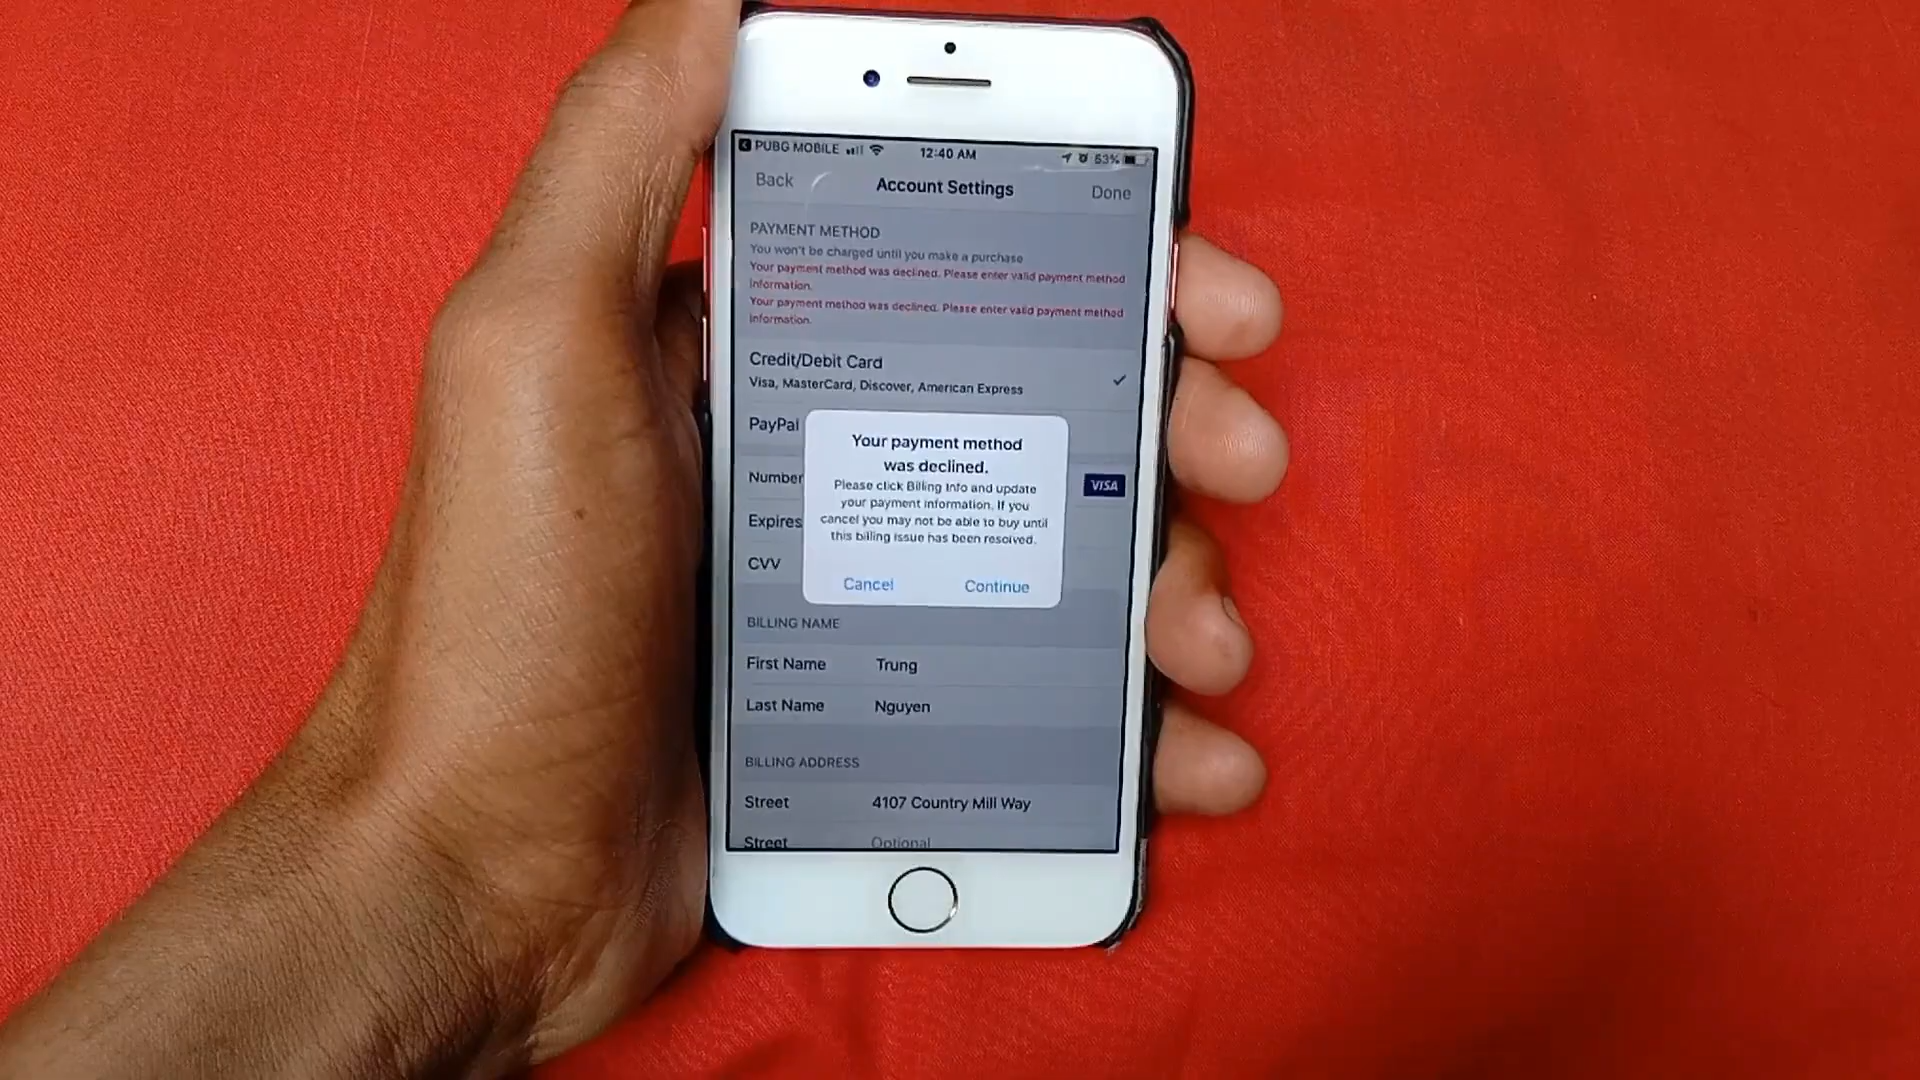 PUBG MOBILE 12:40 AM 53%
Back Account Settings Done
PAYMENT METHOD
You won't be charged until you make a purchase
Your payment method was declined. Please enter valid payment method
information.
Your payment method was declined. Please enter valid payment method
information.
Credit/Debit Card
Visa, MasterCard, Discover, American Express
PayPal
Your payment method
was declined.
Please click Billing Info and update
your payment information. If you
cancel you may not be able to buy until
this billing issue has been resolved.
Cancel Continue
Number VISA
Expires
CVV
BILLING NAME
First Name Trung
Last Name Nguyen
BILLING ADDRESS
Street 4107 Country Mill Way
Street Optional